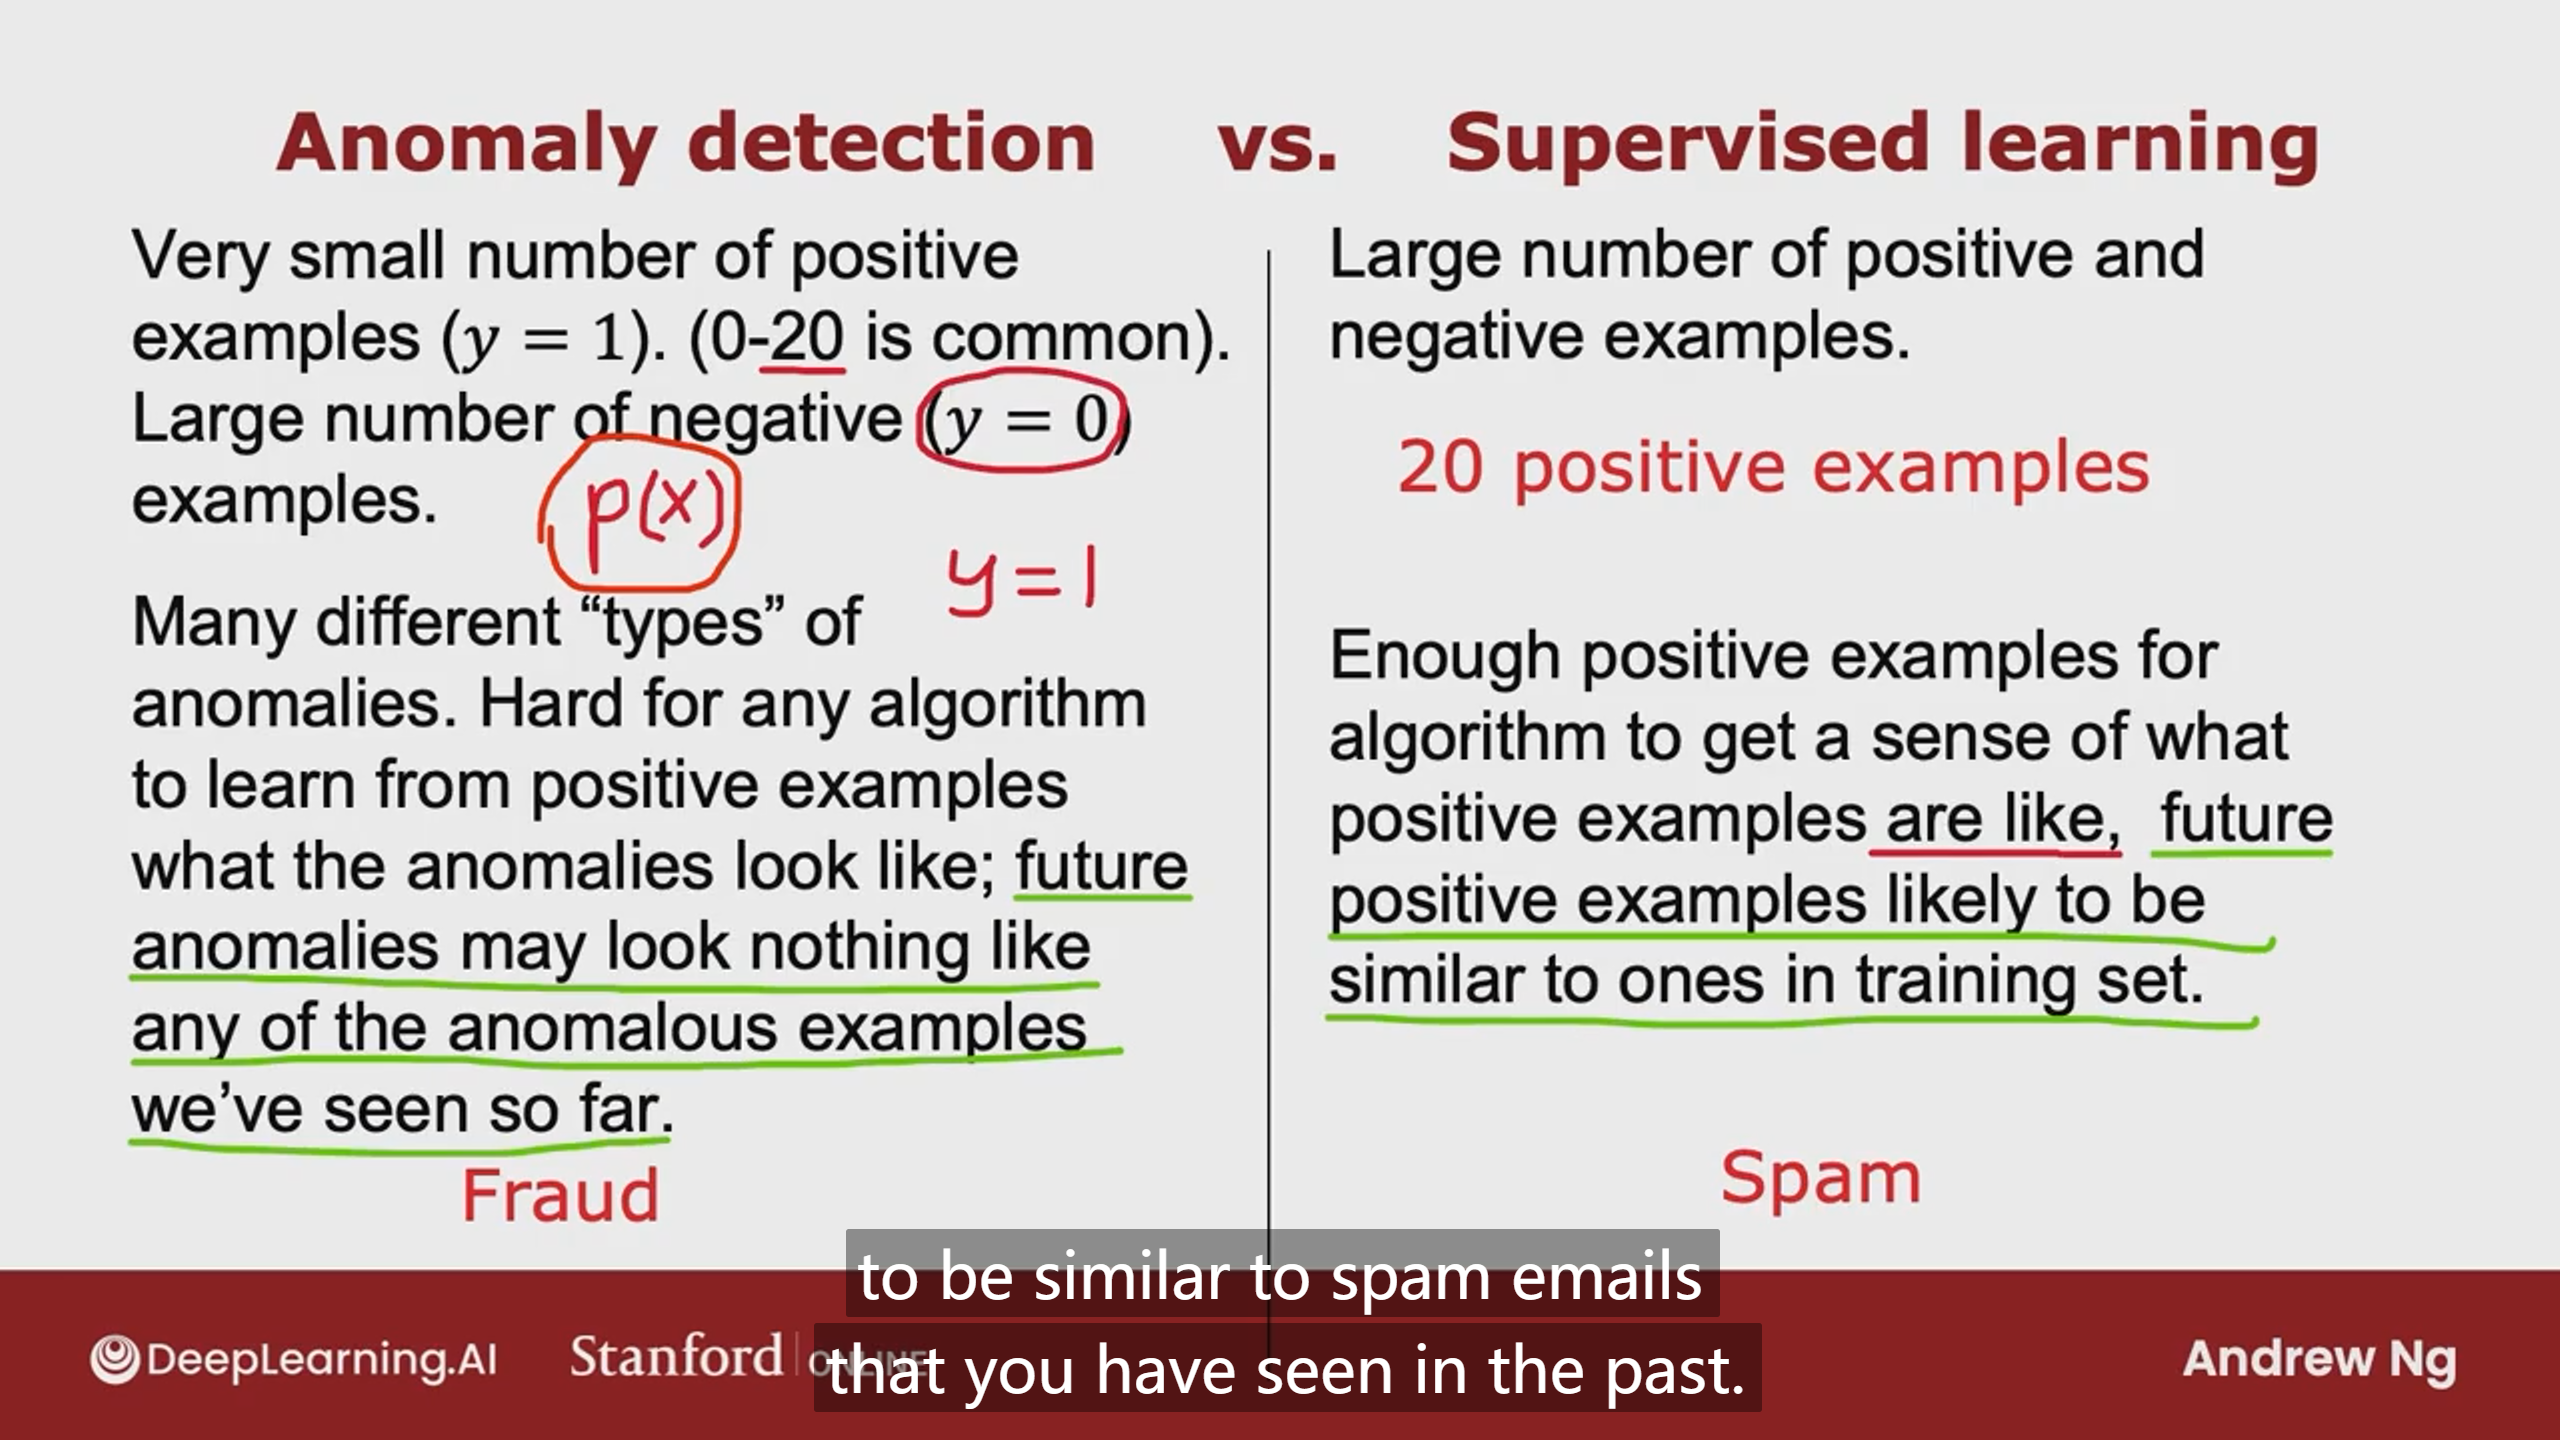 Anomaly detection vs. Supervised learning
Very small number of positive
examples (y = 1). (0-20 is common).
Large number of negative (y = 0)
examples.
p(x)
y=1
Many different “types” of
anomalies. Hard for any algorithm
to learn from positive examples
what the anomalies look like; future
anomalies may look nothing like
any of the anomalous examples
we’ve seen so far.
Fraud
Large number of positive and
negative examples.
20 positive examples
Enough positive examples for
algorithm to get a sense of what
positive examples are like, future
positive examples likely to be
similar to ones in training set.
Spam
to be similar to spam emails
that you have seen in the past.
DeepLearning.AI
Stanford ONLINE
Andrew Ng